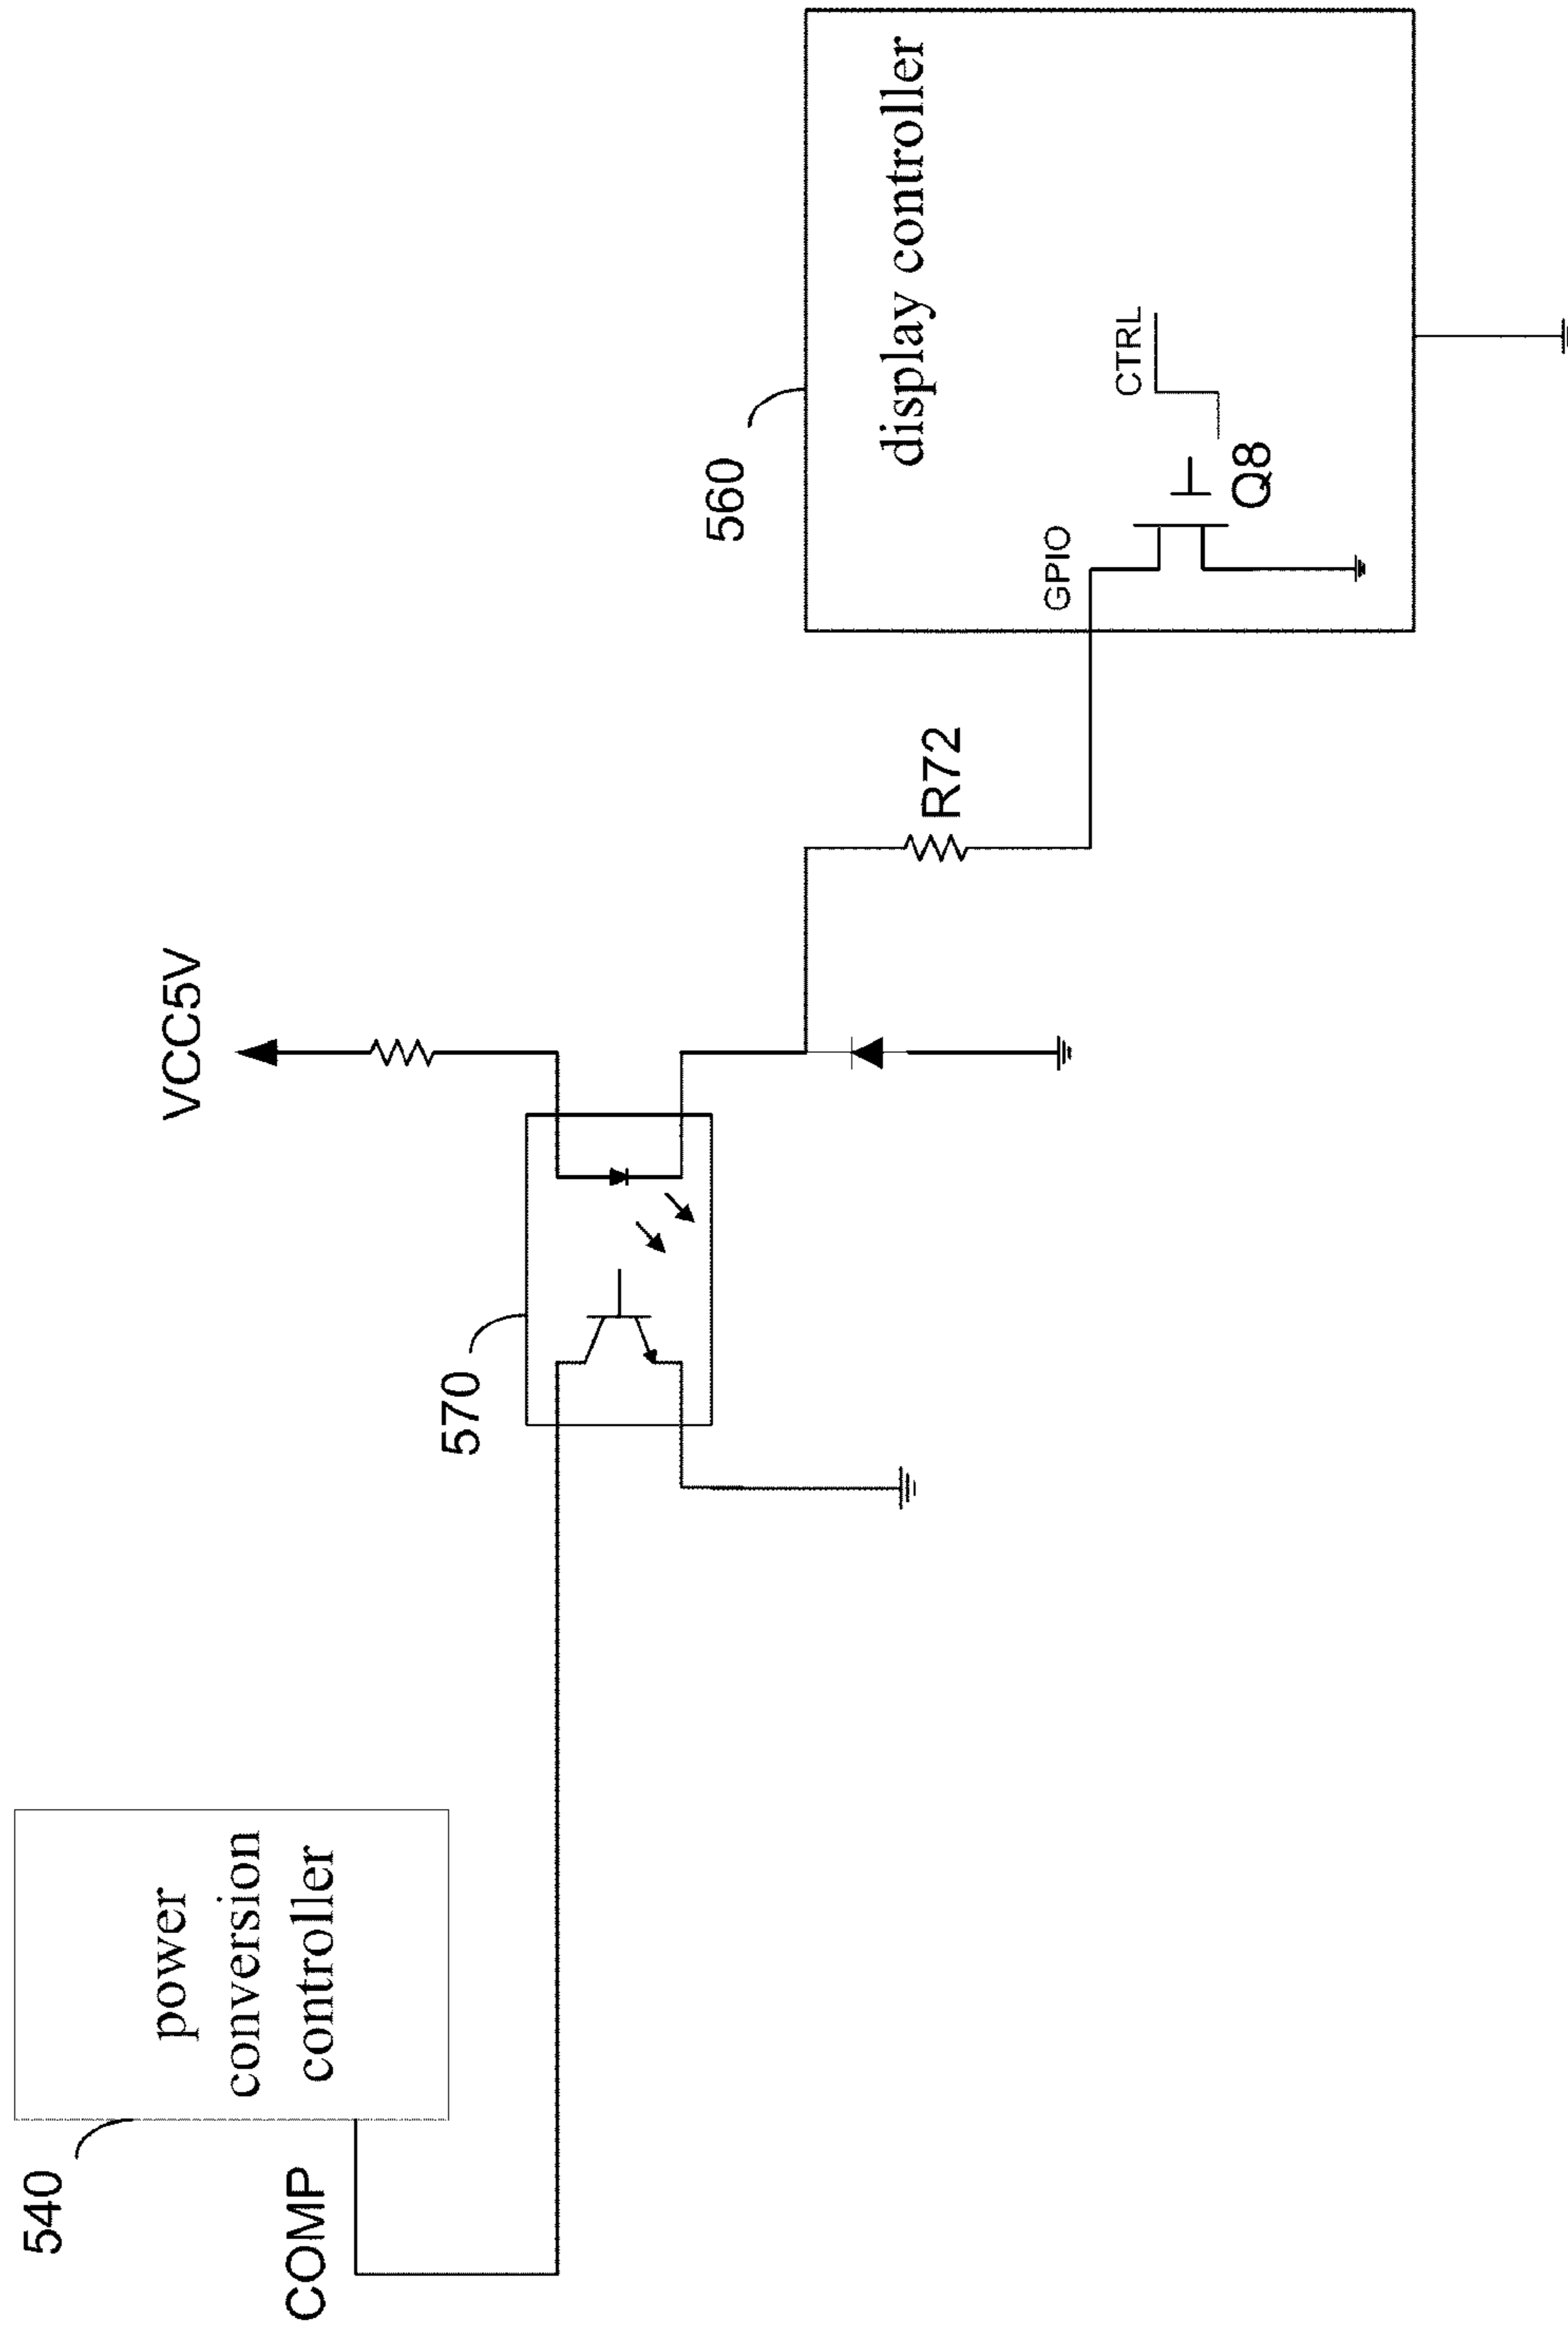 540
power
conversion
controller
COMP
570
VCC5V
R72
560
display controller
GPIO
CTRL
Q8